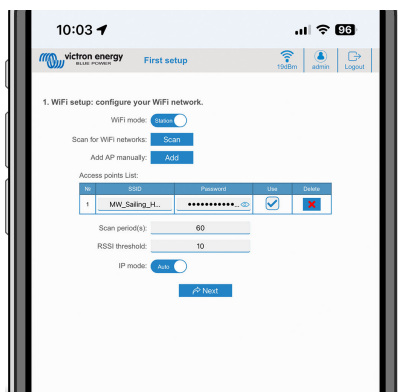 10:03
96
victron energy
BLUE POWER
First setup
19dBm
admin
Logout
1. WiFi setup: configure your WiFi network.
WiFi mode: Station
Scan for WiFi networks: Scan
Add AP manually: Add
Access points List:
№ SSID Password Use Delete
1 MW_Sailing_H... •••••••••••...
Scan period(s): 60
RSSI threshold: 10
IP mode: Auto
Next